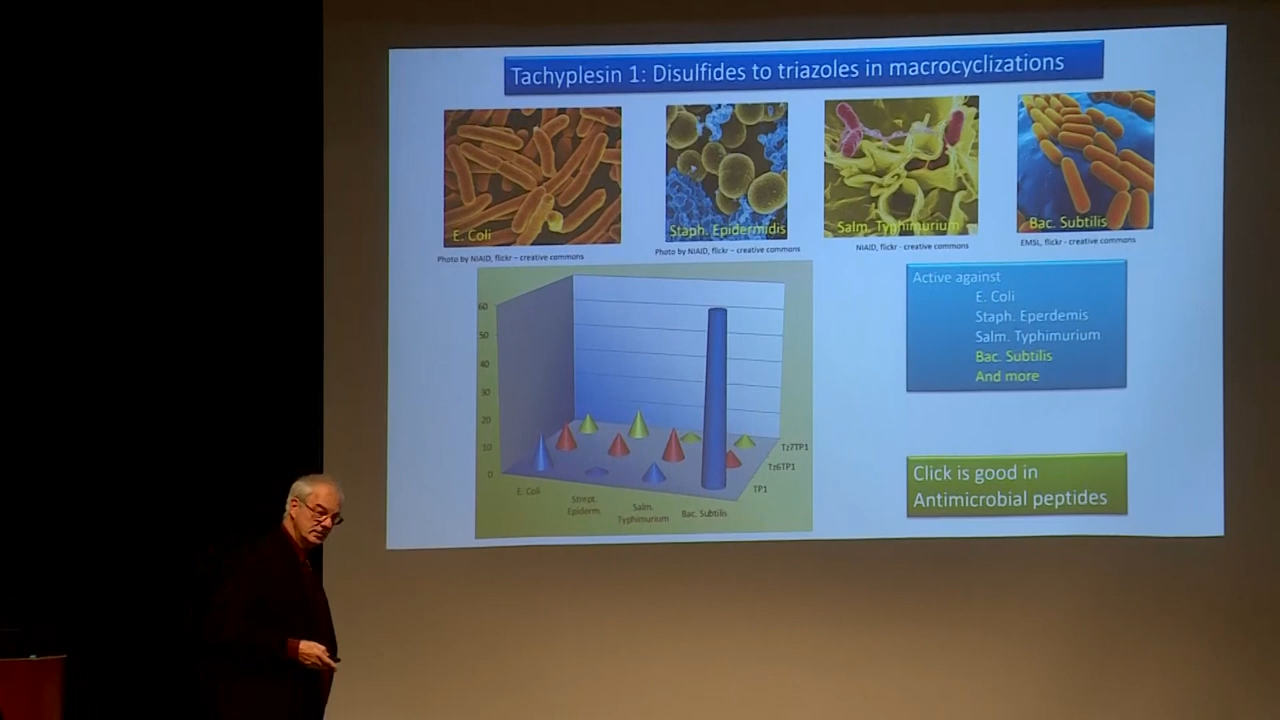 Tachyplesin 1: Disulfides to triazoles in macrocyclizations
E. Coli
Staph. Epidermidis
Salm. Typhimurium
Bac. Subtilis
Photo by NIAID, flickr – creative commons
Photo by NIAID, flickr – creative commons
NIAID, flickr - creative commons
EMSL, flickr - creative commons
60
50
40
30
20
10
0
E. Coli
Strept.
Epiderm.
Salm.
Typhimurium
Bac. Subtilis
Tz7TP1
Tz6TP1
TP1
Active against
E. Coli
Staph. Eperdemis
Salm. Typhimurium
Bac. Subtilis
And more
Click is good in
Antimicrobial peptides